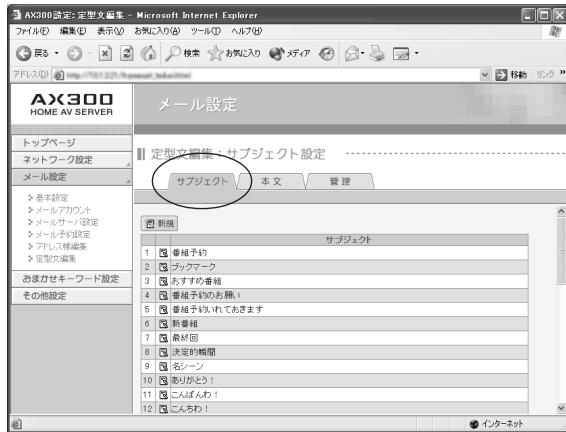 AX300設定: 定型文編集 - Microsoft Internet Explorer
ファイル(F) 編集(E) 表示(V) お気に入り(A) ツール(T) ヘルプ(H)
戻る 検索 お気に入り メディア
アドレス(D) 移動 リンク »
AX300
HOME AV SERVER
メール設定
トップページ
ネットワーク設定
メール設定
基本設定
メールアカウント
メールサーバ設定
メール予約設定
アドレス帳編集
定型文編集
おまかせキーワード設定
その他設定
定型文編集：サブジェクト設定
サブジェクト 本文 管理
新規
サブジェクト
1 番組予約
2 ブックマーク
3 おすすめ番組
4 番組予約のお願い
5 番組予約いれておきます
6 新番組
7 最終回
8 決定的瞬間
9 名シーン
10 ありがとう！
11 こんばんわ！
12 こんちわ！
インターネット